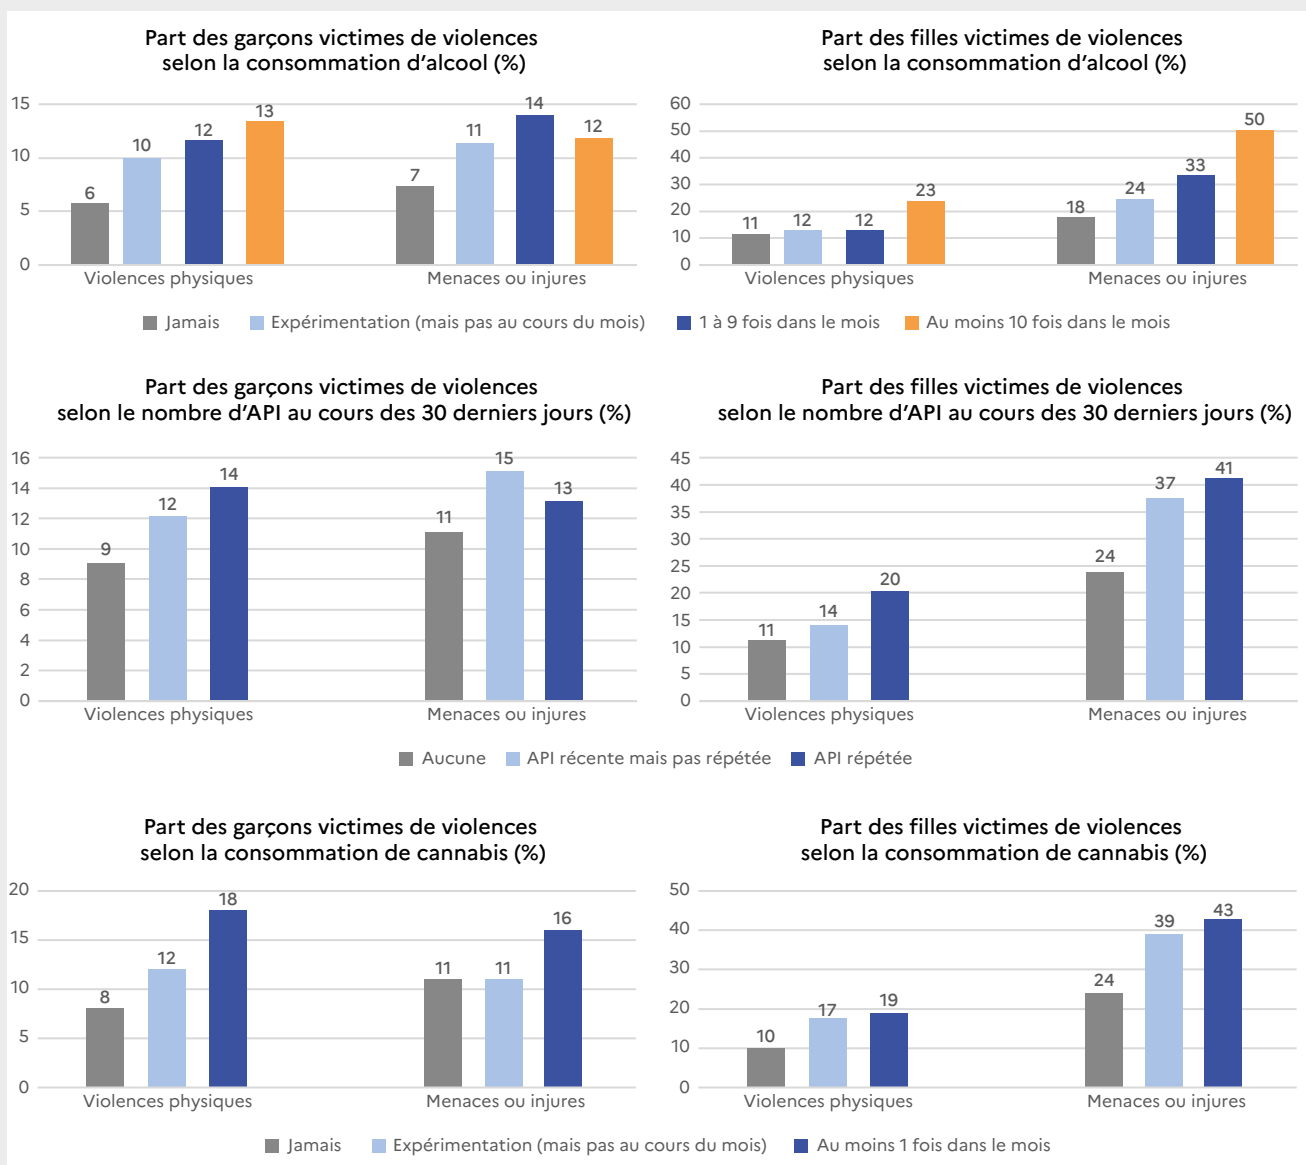 Part des garçons victimes de violences
selon la consommation d'alcool (%)
15
10
5
0
6
10
12
13
7
11
14
12
Violences physiques
Menaces ou injures
Part des filles victimes de violences
selon la consommation d'alcool (%)
60
50
40
30
20
10
0
11
12
12
23
18
24
33
50
Violences physiques
Menaces ou injures
Jamais
Expérimentation (mais pas au cours du mois)
1 à 9 fois dans le mois
Au moins 10 fois dans le mois
Part des garçons victimes de violences
selon le nombre d'API au cours des 30 derniers jours (%)
16
14
12
10
8
6
4
2
0
9
12
14
11
15
13
Violences physiques
Menaces ou injures
Part des filles victimes de violences
selon le nombre d'API au cours des 30 derniers jours (%)
45
40
35
30
25
20
15
10
5
0
11
14
20
24
37
41
Violences physiques
Menaces ou injures
Aucune
API récente mais pas répétée
API répétée
Part des garçons victimes de violences
selon la consommation de cannabis (%)
20
15
10
5
0
8
12
18
11
11
16
Violences physiques
Menaces ou injures
Part des filles victimes de violences
selon la consommation de cannabis (%)
50
40
30
20
10
0
10
17
19
24
39
43
Violences physiques
Menaces ou injures
Jamais
Expérimentation (mais pas au cours du mois)
Au moins 1 fois dans le mois